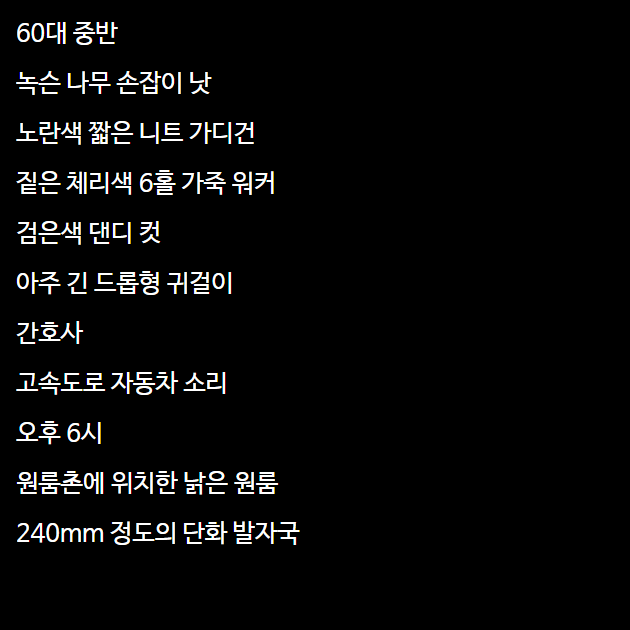 60대 중반
녹슨 나무 손잡이 낫
노란색 짧은 니트 가디건
짙은 체리색 6홀 가죽 워커
검은색 댄디 컷
아주 긴 드롭형 귀걸이
간호사
고속도로 자동차 소리
오후 6시
원룸촌에 위치한 낡은 원룸
240mm 정도의 단화 발자국